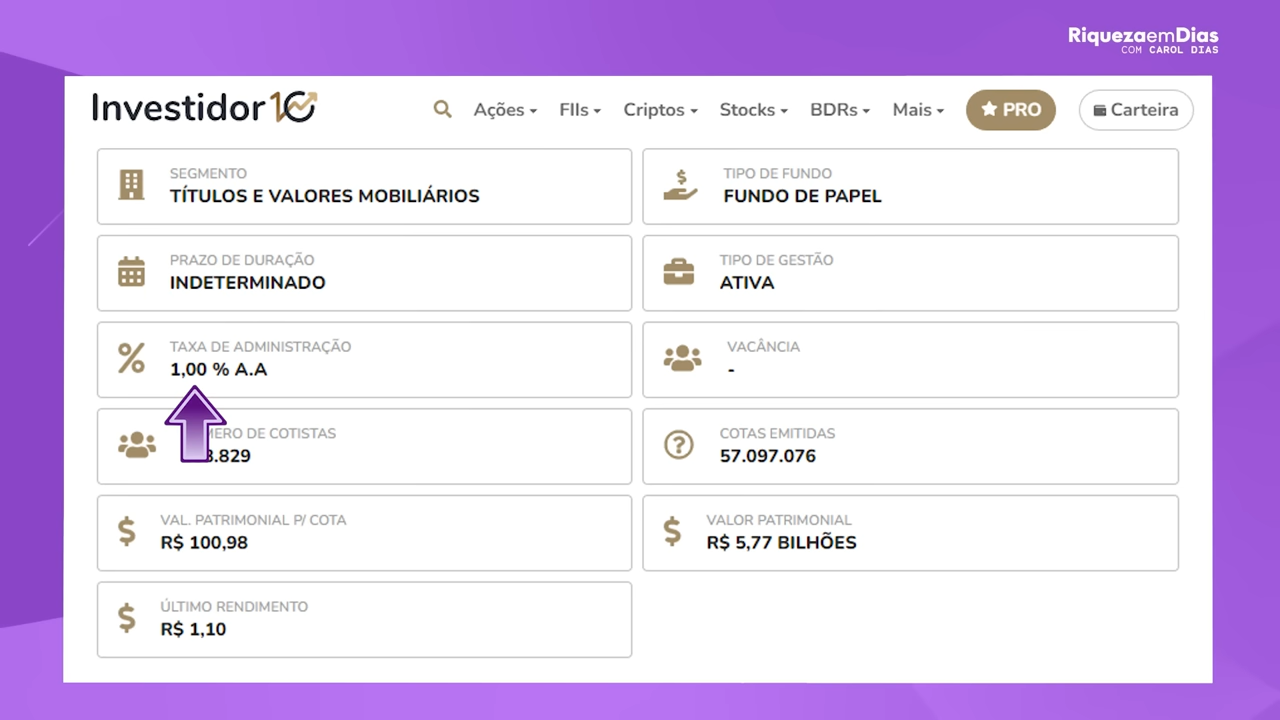 RiquezaemDias
COM CAROL DIAS
Investidor10
Ações
FIIs
Criptos
Stocks
BDRs
Mais
PRO
Carteira
SEGMENTO
TÍTULOS E VALORES MOBILIÁRIOS
TIPO DE FUNDO
FUNDO DE PAPEL
PRAZO DE DURAÇÃO
INDETERMINADO
TIPO DE GESTÃO
ATIVA
TAXA DE ADMINISTRAÇÃO
1,00 % A.A
VACÂNCIA
-
DE COTISTAS
COTAS EMITIDAS
57.097.076
VAL. PATRIMONIAL P/ COTA
R$ 100,98
VALOR PATRIMONIAL
R$ 5,77 BILHÕES
ÚLTIMO RENDIMENTO
R$ 1,10